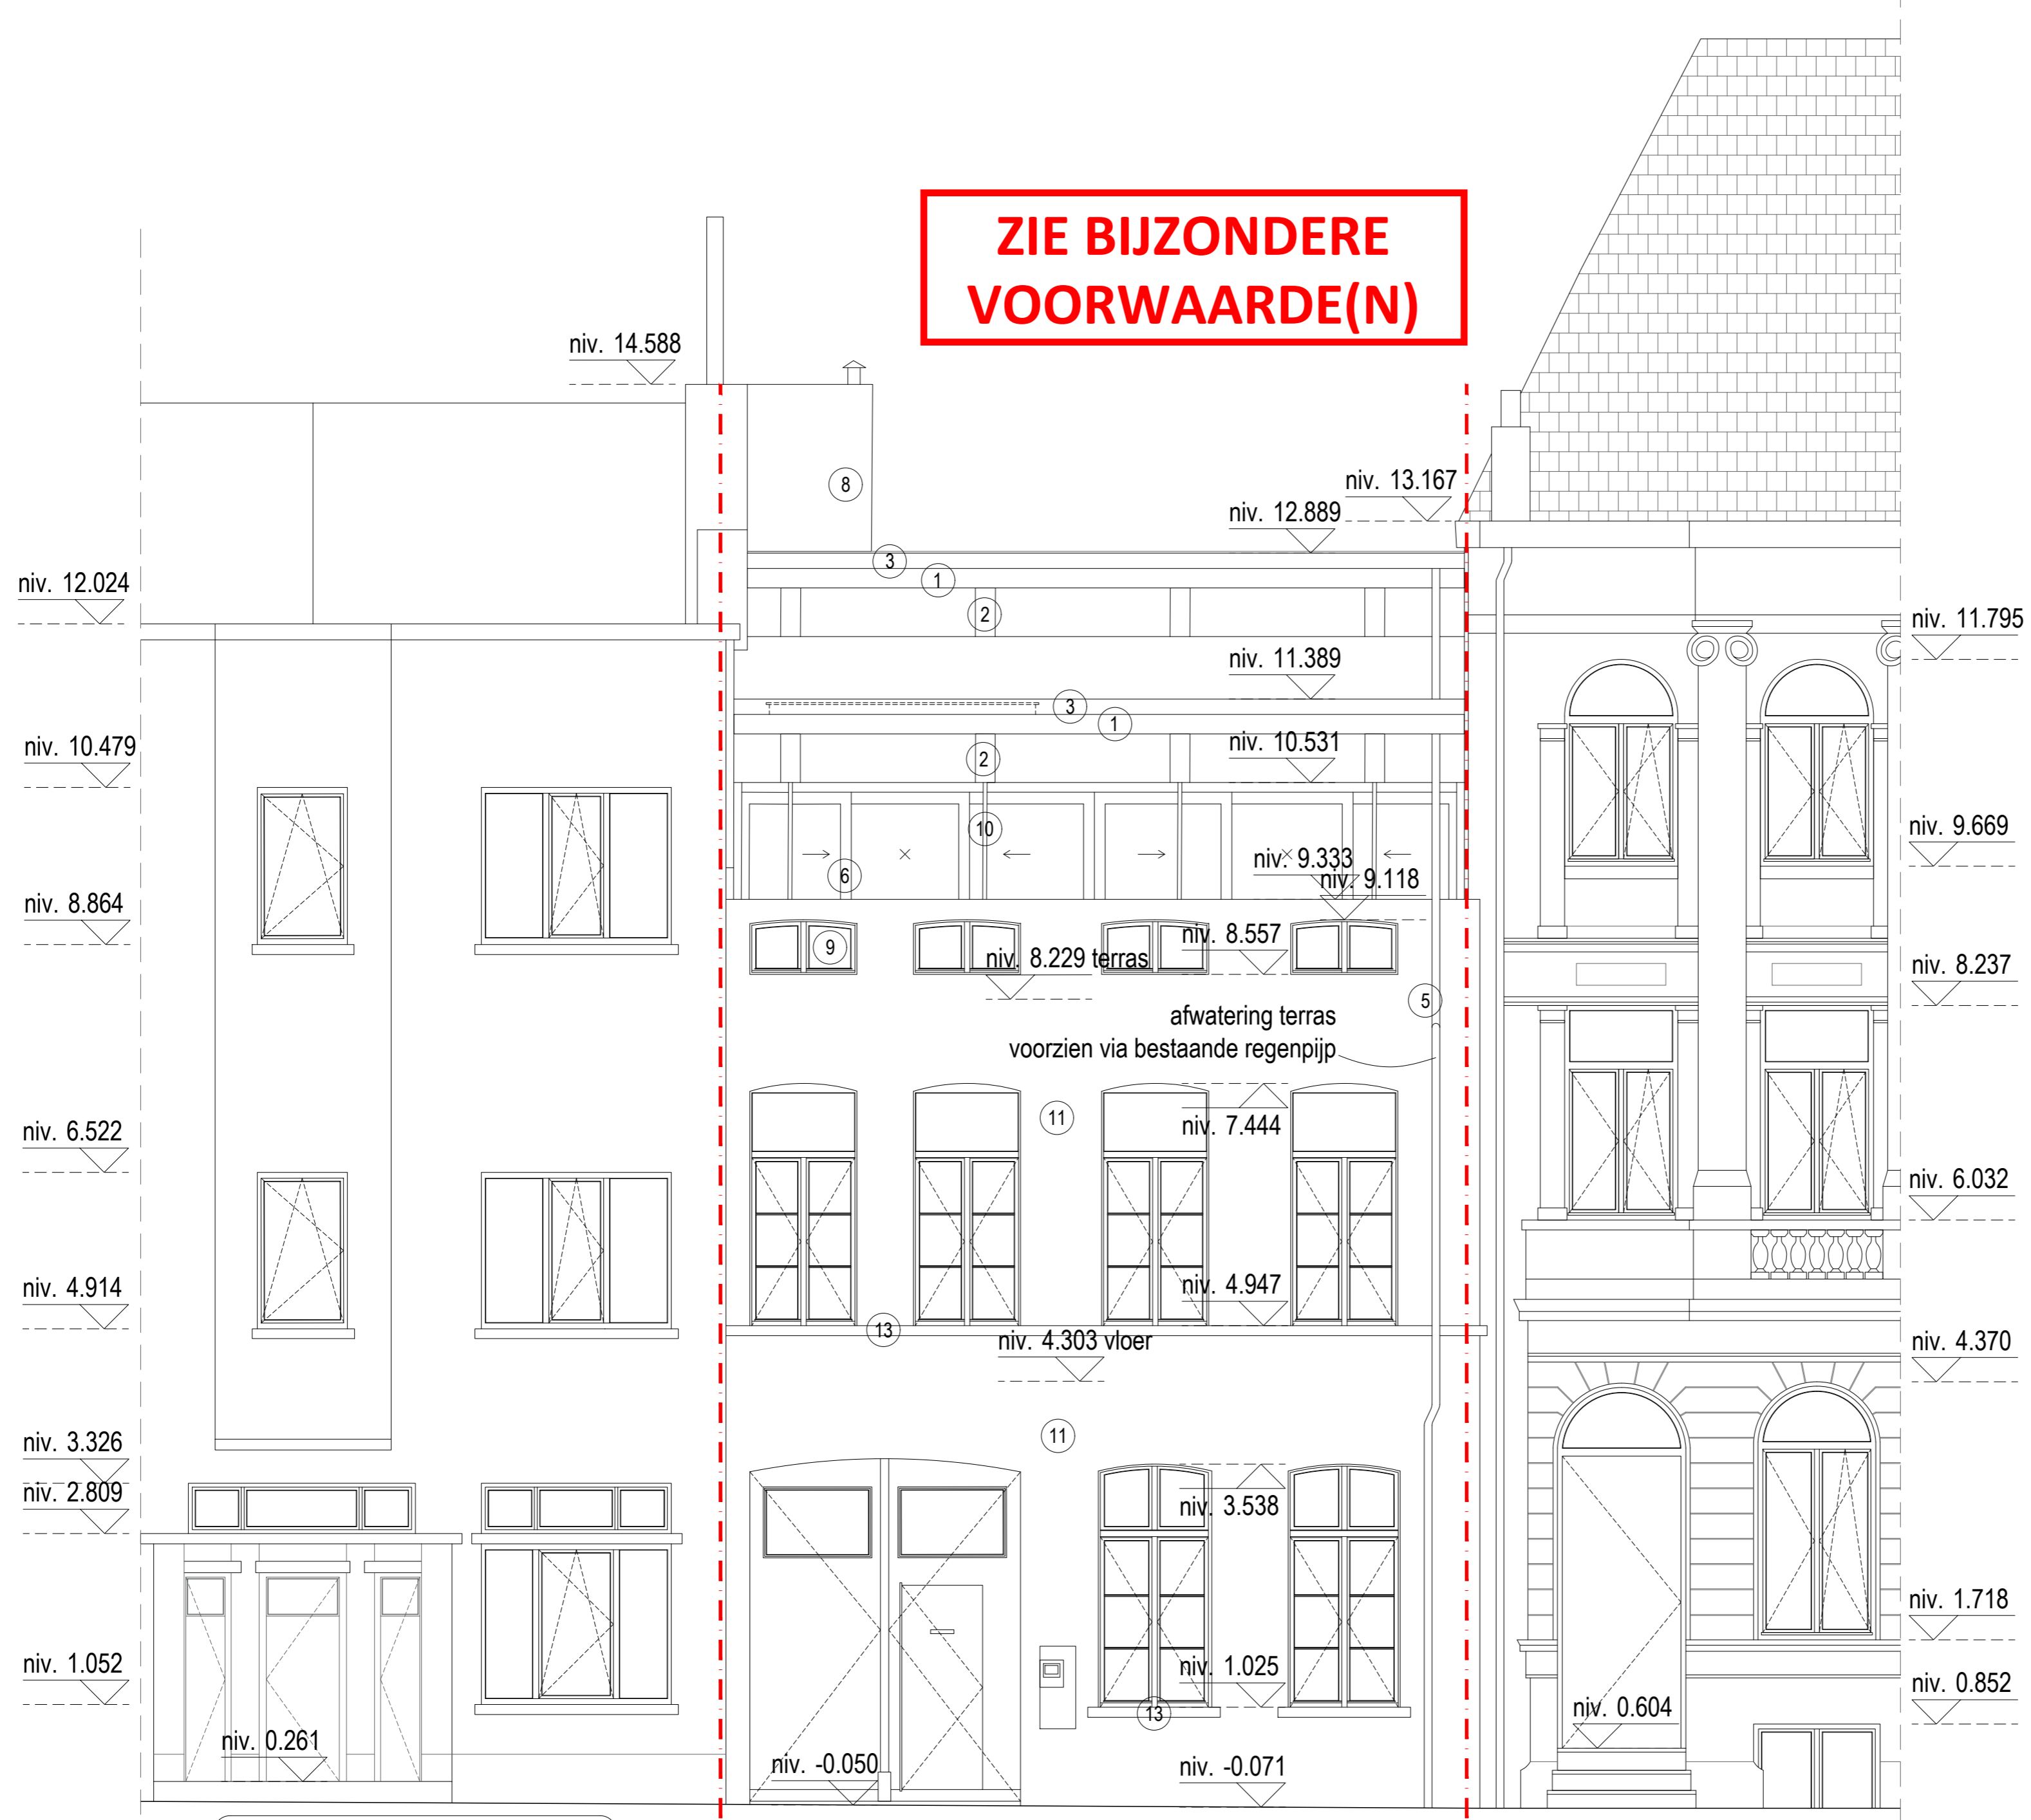 ZIE BIJZONDERE
VOORWAARDE(N)
niv. 14.588
niv. 13.167
8
niv. 12.889
3
1
niv. 12.024
2
niv. 11.795
niv. 11.389
3
1
niv. 10.479
2
niv. 10.531
10
niv. 9.669
niv. 9.333
6
niv. 9.118
niv. 8.864
9
niv. 8.557
niv. 8.229 terras
niv. 8.237
5
afwatering terras
voorzien via bestaande regenpijp
11
niv. 7.444
niv. 6.522
niv. 6.032
niv. 4.914
niv. 4.947
13
niv. 4.303 vloer
niv. 4.370
niv. 3.326
11
niv. 2.809
niv. 3.538
niv. 1.718
niv. 1.052
niv. 1.025
niv. 0.852
13
niv. 0.604
niv. 0.261
niv. -0.050
niv. -0.071